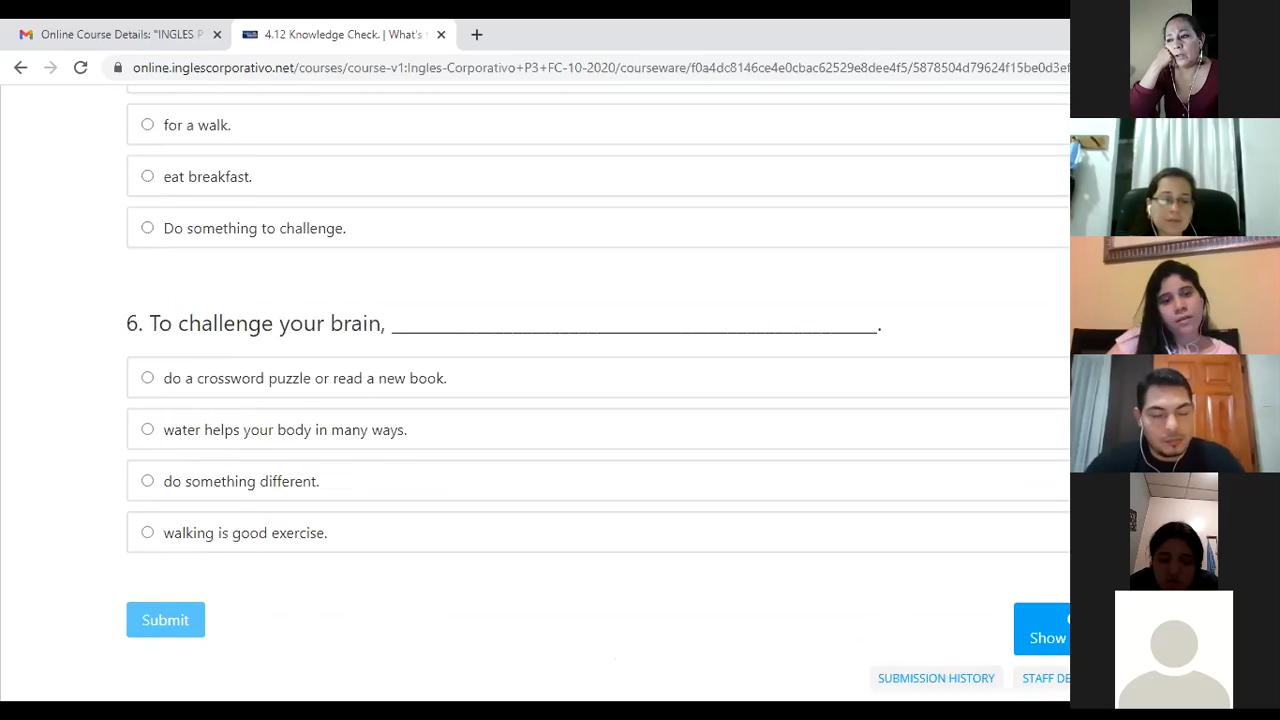 Online Course Details: "INGLES P
4.12 Knowledge Check. | What's
online.inglescorporativo.net/courses/course-v1:Ingles-Corporativo+P3+FC-10-2020/courseware/f0a4dc8146ce4e0cbac62529e8dee4f5/5878504d79624f15be0d3ef
for a walk.
eat breakfast.
Do something to challenge.
6. To challenge your brain, ____________________________________________.
do a crossword puzzle or read a new book.
water helps your body in many ways.
do something different.
walking is good exercise.
Submit
Show
SUBMISSION HISTORY
STAFF DE